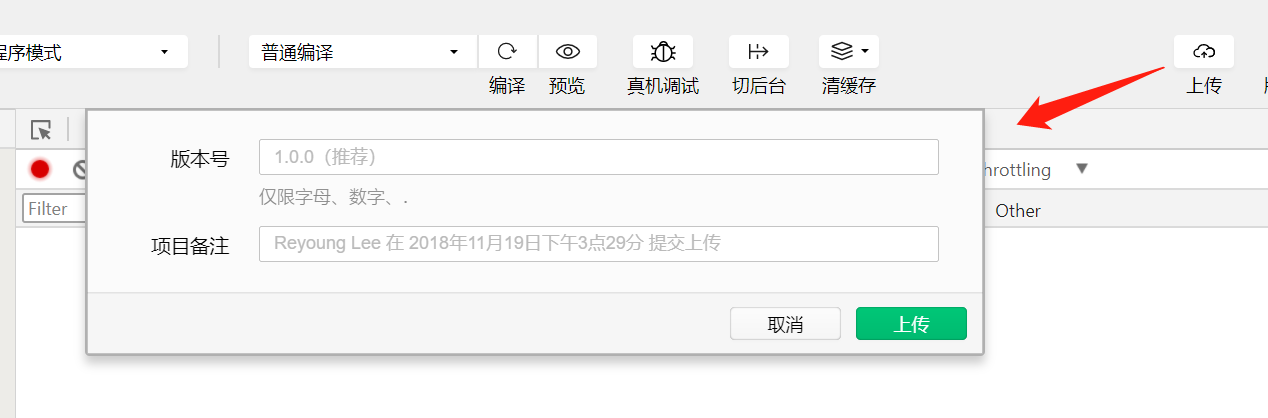 程序模式
普通编译
编译
预览
真机调试
切后台
清缓存
上传
版本号
1.0.0（推荐）
仅限字母、数字、.
项目备注
Reyoung Lee 在 2018年11月19日下午3点29分 提交上传
取消
上传
hrottling
Filter
Other